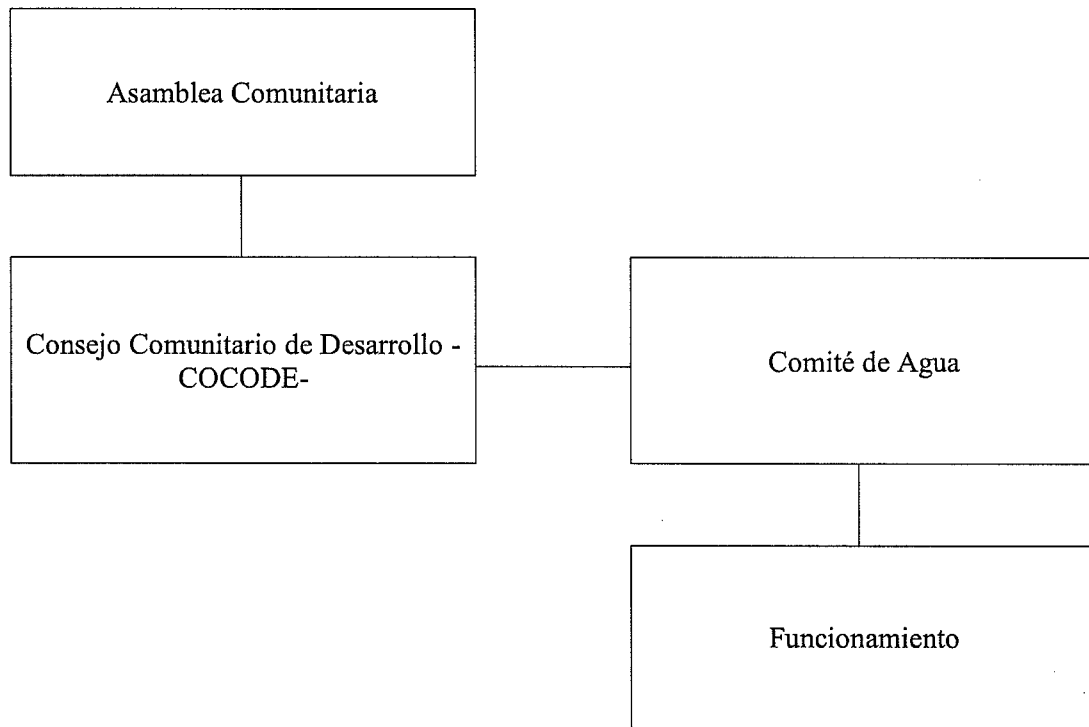 Asamblea Comunitaria
Consejo Comunitario de Desarrollo -
COCODE-
Comité de Agua
Funcionamiento